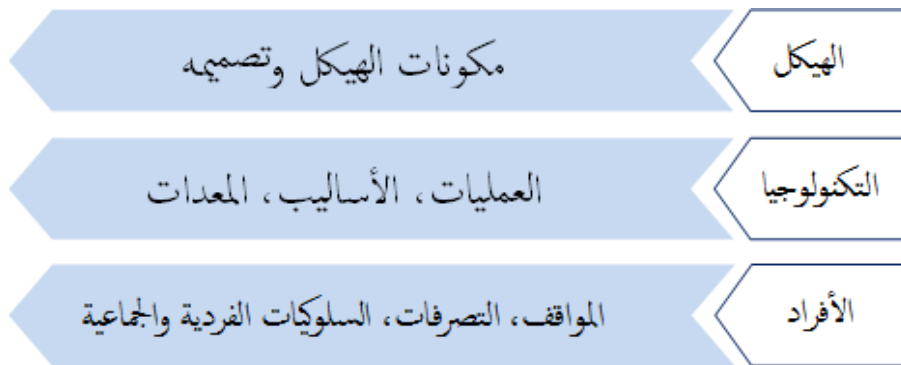 الهيكل
مكونات الهيكل وتصميمه
التكنولوجيا
العمليات، الأساليب، المعدات
الأفراد
المواقف، التصرفات، السلوكيات الفردية والجماعية